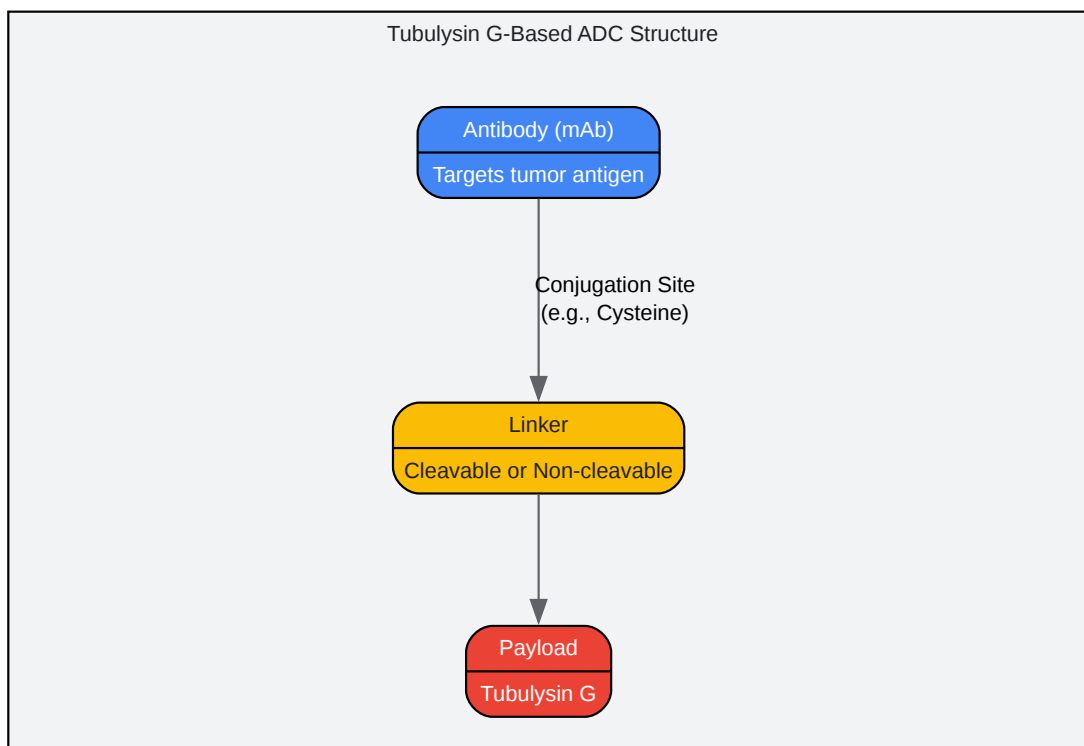 Tubulysin G-Based ADC Structure
Antibody (mAb)
Targets tumor antigen
Conjugation Site
(e.g., Cysteine)
Linker
Cleavable or Non-cleavable
Payload
Tubulysin G